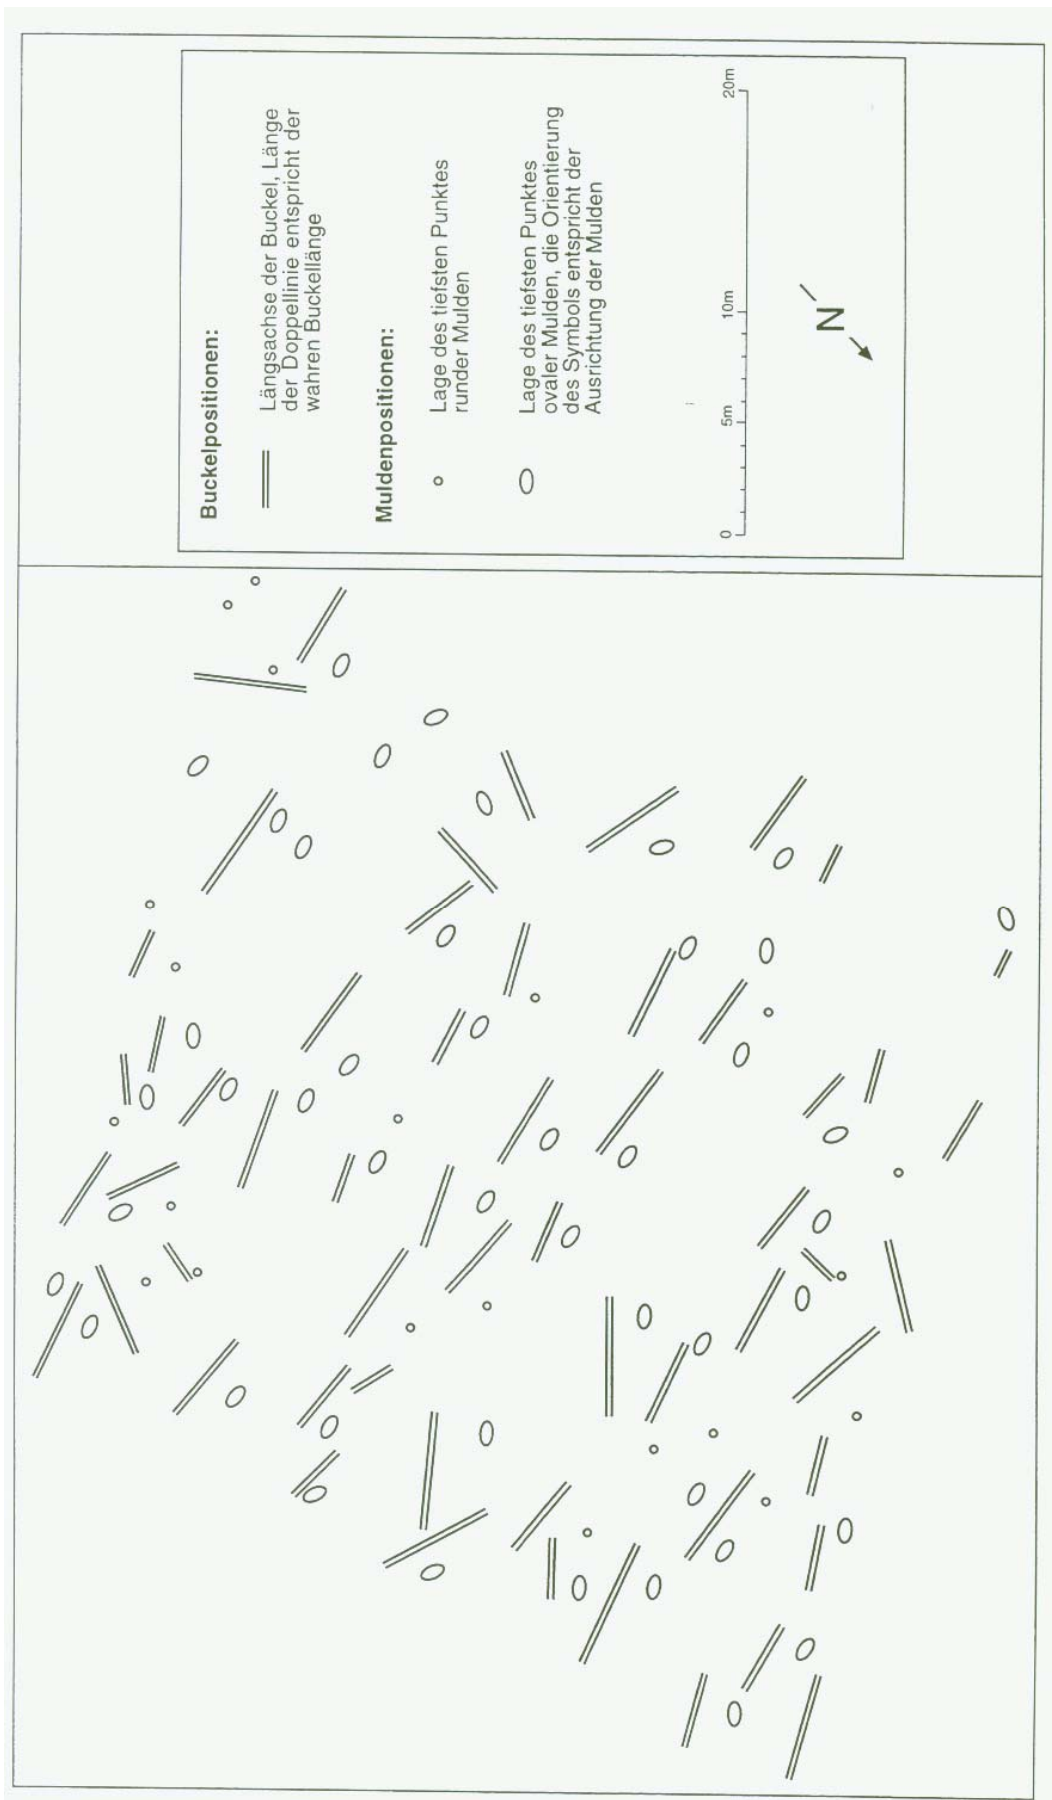 Buckelpositionen:
Längsachse der Buckel, Länge
der Doppellinie entspricht der
wahren Buckellänge
Muldenpositionen:
Lage des tiefsten Punktes
runder Mulden
Lage des tiefsten Punktes
ovaler Mulden, die Orientierung
des Symbols entspricht der
Ausrichtung der Mulden
0 5m 10m 20m
N